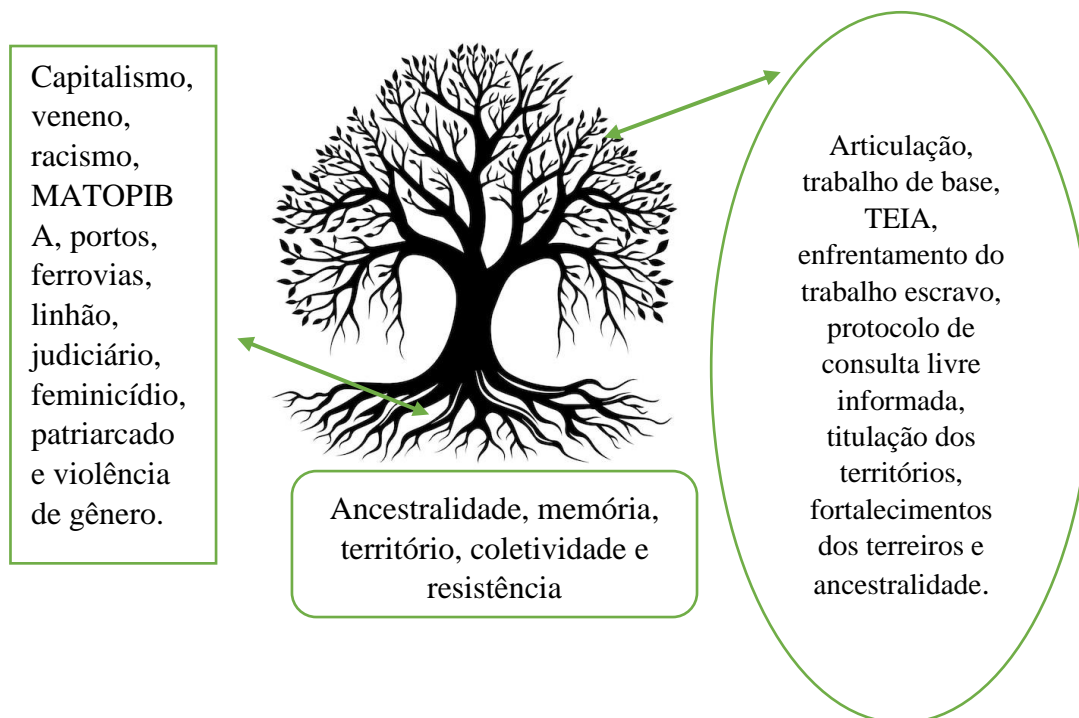 Capitalismo,
veneno,
racismo,
MATOPIB
A, portos,
ferrovias,
linhão,
judiciário,
feminicídio,
patriarcado
e violência
de gênero.
Ancestralidade, memória,
território, coletividade e
resistência
Articulação,
trabalho de base,
TEIA,
enfrentamento do
trabalho escravo,
protocolo de
consulta livre
informada,
titulação dos
territórios,
fortalecimentos
dos terreiros e
ancestralidade.